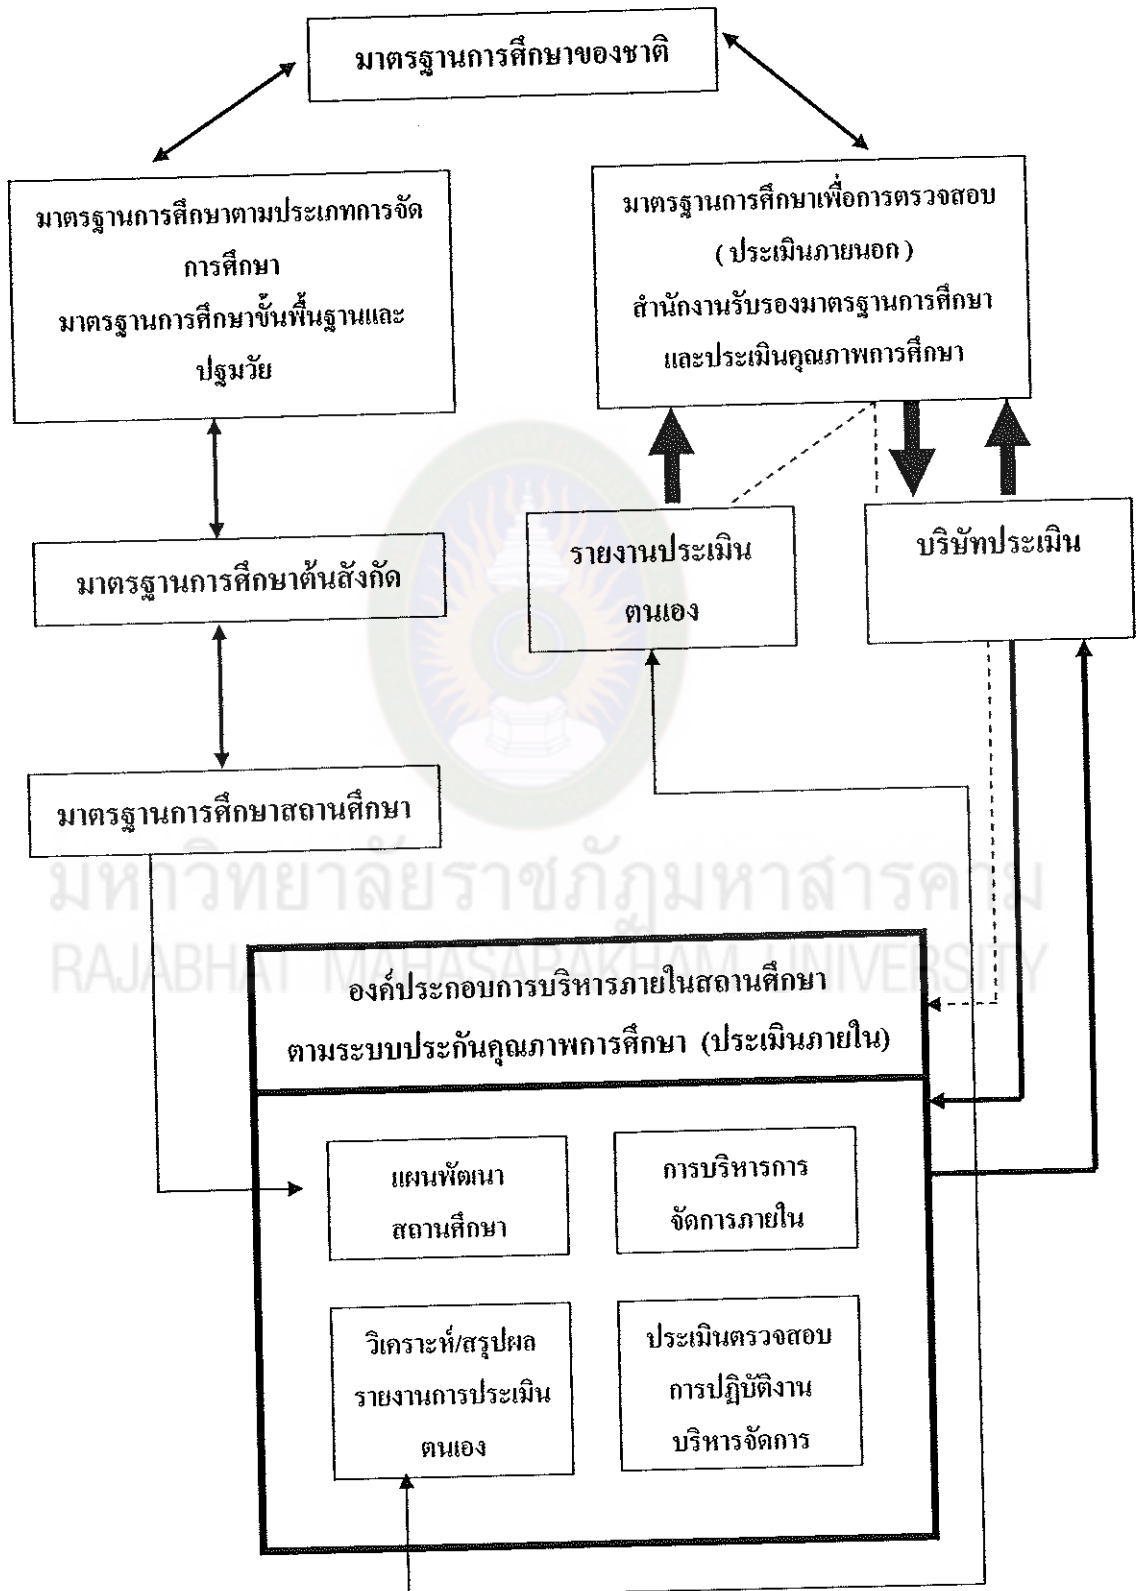 มาตรฐานการศึกษาของชาติ
มาตรฐานการศึกษาตามประเภทการจัด
การศึกษา
มาตรฐานการศึกษาขั้นพื้นฐานและ
ปฐมวัย
มาตรฐานการศึกษาเพื่อการตรวจสอบ
( ประเมินภายนอก )
สำนักงานรับรองมาตรฐานการศึกษา
และประเมินคุณภาพการศึกษา
มาตรฐานการศึกษาต้นสังกัด
รายงานประเมิน
ตนเอง
บริษัทประเมิน
มาตรฐานการศึกษาสถานศึกษา
มหาวิทยาลัยราชภัฏมหาสารคาม
RAJABHAT MAHASARAKHAM UNIVERSITY
องค์ประกอบการบริหารภายในสถานศึกษา
ตามระบบประกันคุณภาพการศึกษา (ประเมินภายใน)
แผนพัฒนา
สถานศึกษา
การบริหารการ
จัดการภายใน
วิเคราะห์/สรุปผล
รายงานการประเมิน
ตนเอง
ประเมินตรวจสอบ
การปฏิบัติงาน
บริหารจัดการ